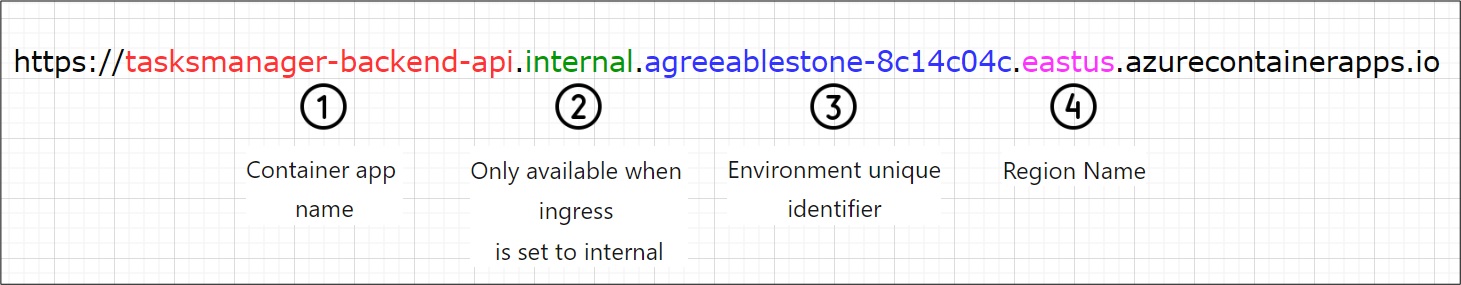 https://tasksmanager-backend-api.internal.agreeablestone-8c14c04c.eastus.azurecontainerapps.io
1
Container app
name
2
Only available when
ingress
is set to internal
3
Environment unique
identifier
4
Region Name